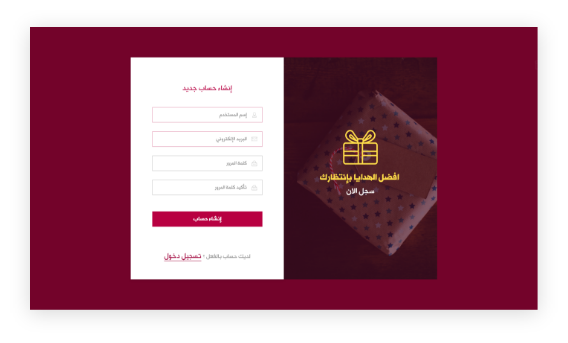 إنشاء حساب جديد
إسم المستخدم
البريد الإلكتروني
كلمة المرور
تأكيد كلمة المرور
إنشاء حساب
لديك حساب بالفعل ؟ تسجيل دخول
افضل الهدايا بإنتظارك
سجل الآن